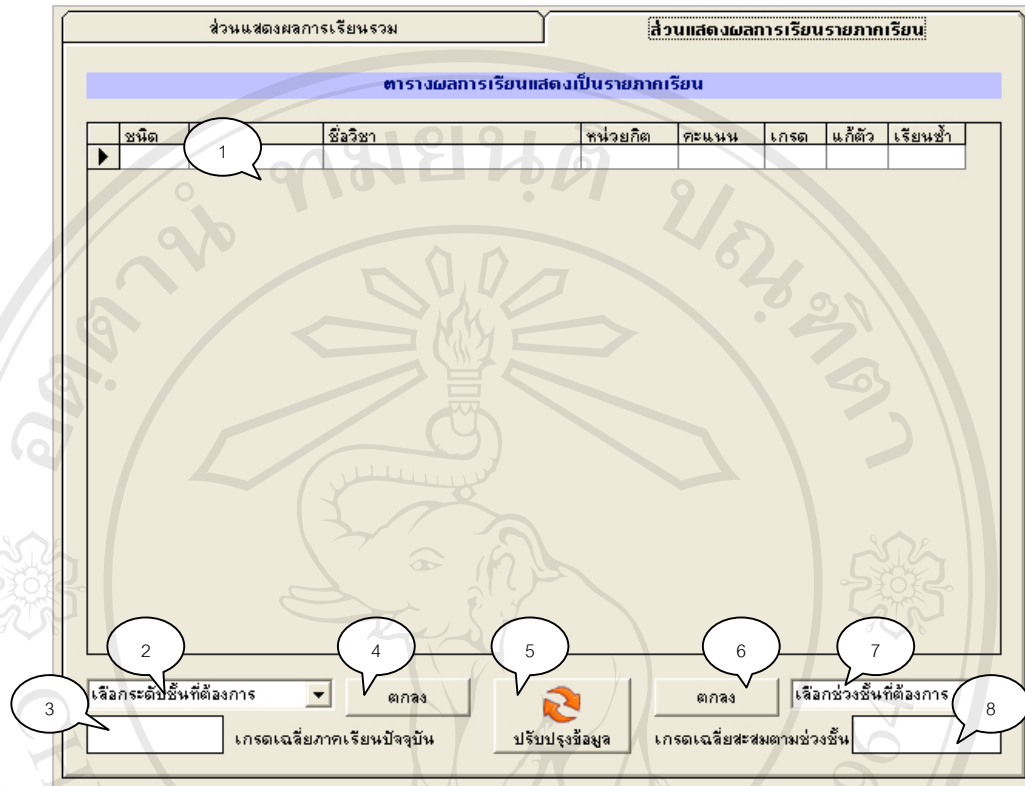 ส่วนแสดงผลการเรียนรวม ส่วนแสดงผลการเรียนรายภาคเรียน
ตารางผลการเรียนแสดงเป็นรายภาคเรียน
ชนิด ชื่อวิชา หน่วยกิต คะแนน เกรด แก้ตัว เรียนซ้ำ
1
2 4 5 6 7
เลือกระดับชั้นที่ต้องการ ตกลง ตกลง เลือกช่วงชั้นที่ต้องการ
3 8
เกรดเฉลี่ยภาคเรียนปัจจุบัน ปรับปรุงข้อมูล เกรดเฉลี่ยสะสมตามช่วงชั้น